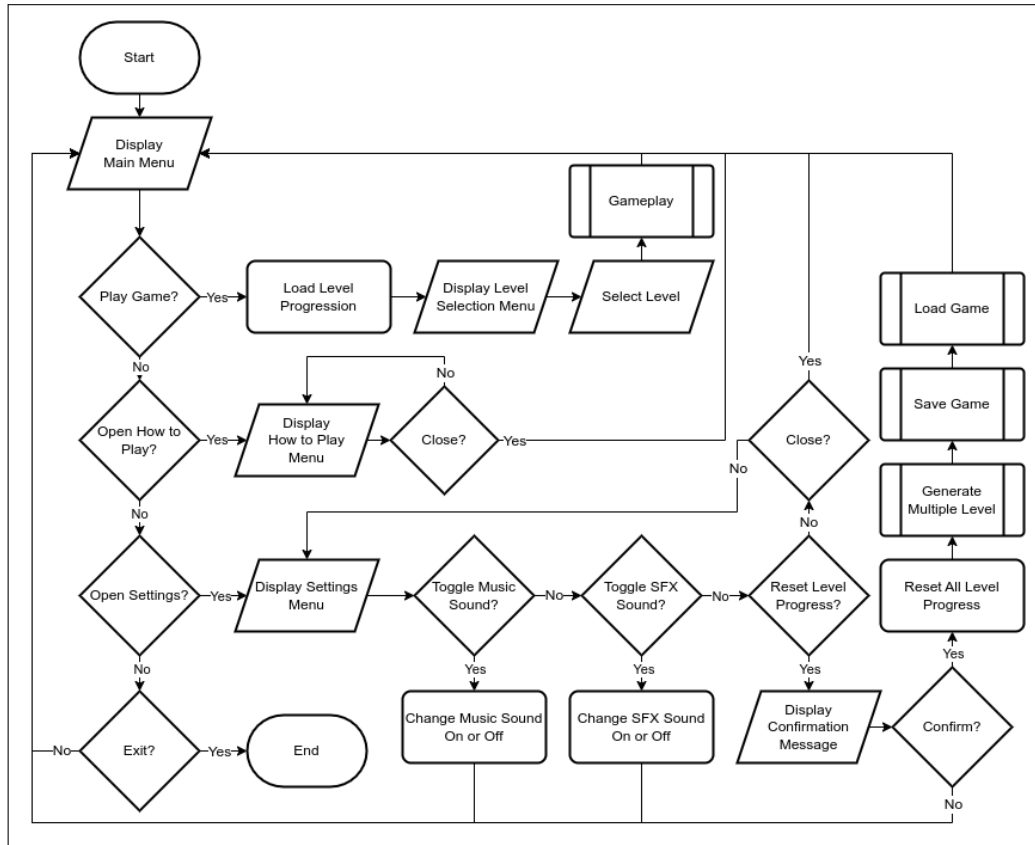 Start
Display
Main Menu
Gameplay
Play Game?
Yes
Load Level
Progression
Display Level
Selection Menu
Select Level
Load Game
No
No
Yes
Open How to
Play?
Yes
Display
How to Play
Menu
Close?
Yes
Close?
Save Game
No
No
Generate
Multiple Level
No
Open Settings?
Yes
Display Settings
Menu
Toggle Music
Sound?
No
Toggle SFX
Sound?
No
Reset Level
Progress?
Reset All Level
Progress
No
Yes
Yes
Yes
Yes
Exit?
No
Yes
End
Change Music Sound
On or Off
Change SFX Sound
On or Off
Display
Confirmation
Message
Confirm?
No